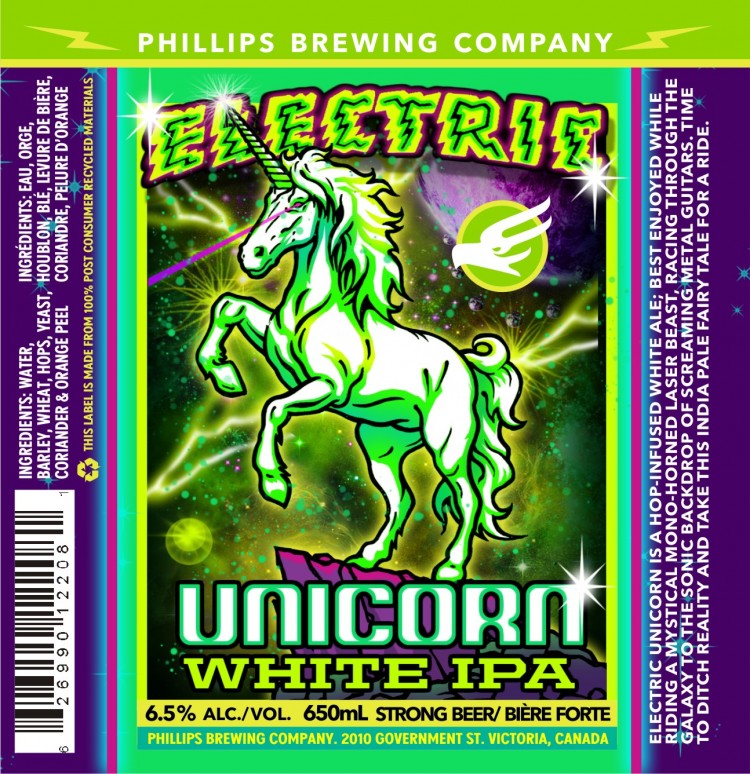 PHILLIPS BREWING COMPANY
ELECTRIC
UNICORN
WHITE IPA
6.5% ALC./VOL. 650mL STRONG BEER/ BIÈRE FORTE
PHILLIPS BREWING COMPANY. 2010 GOVERNMENT ST. VICTORIA, CANADA
INGREDIENTS: WATER,
BARLEY, WHEAT, HOPS, YEAST,
CORIANDER & ORANGE PEEL
INGRÉDIENTS: EAU, ORGE,
HOUBLON, BLÉ, LEVURE DE BIÈRE,
CORIANDRE, PELURE D'ORANGE
THIS LABEL IS MADE FROM 100% POST CONSUMER RECYCLED MATERIALS
6 26990 12208 1
ELECTRIC UNICORN IS A HOP-INFUSED WHITE ALE; BEST ENJOYED WHILE
RIDING A MYSTICAL MONO-HORNED LASER BEAST, RACING THROUGH THE
GALAXY TO THE SONIC BACKDROP OF SCREAMING METAL GUITARS. TIME
TO DITCH REALITY AND TAKE THIS INDIA PALE FAIRY TALE FOR A RIDE.